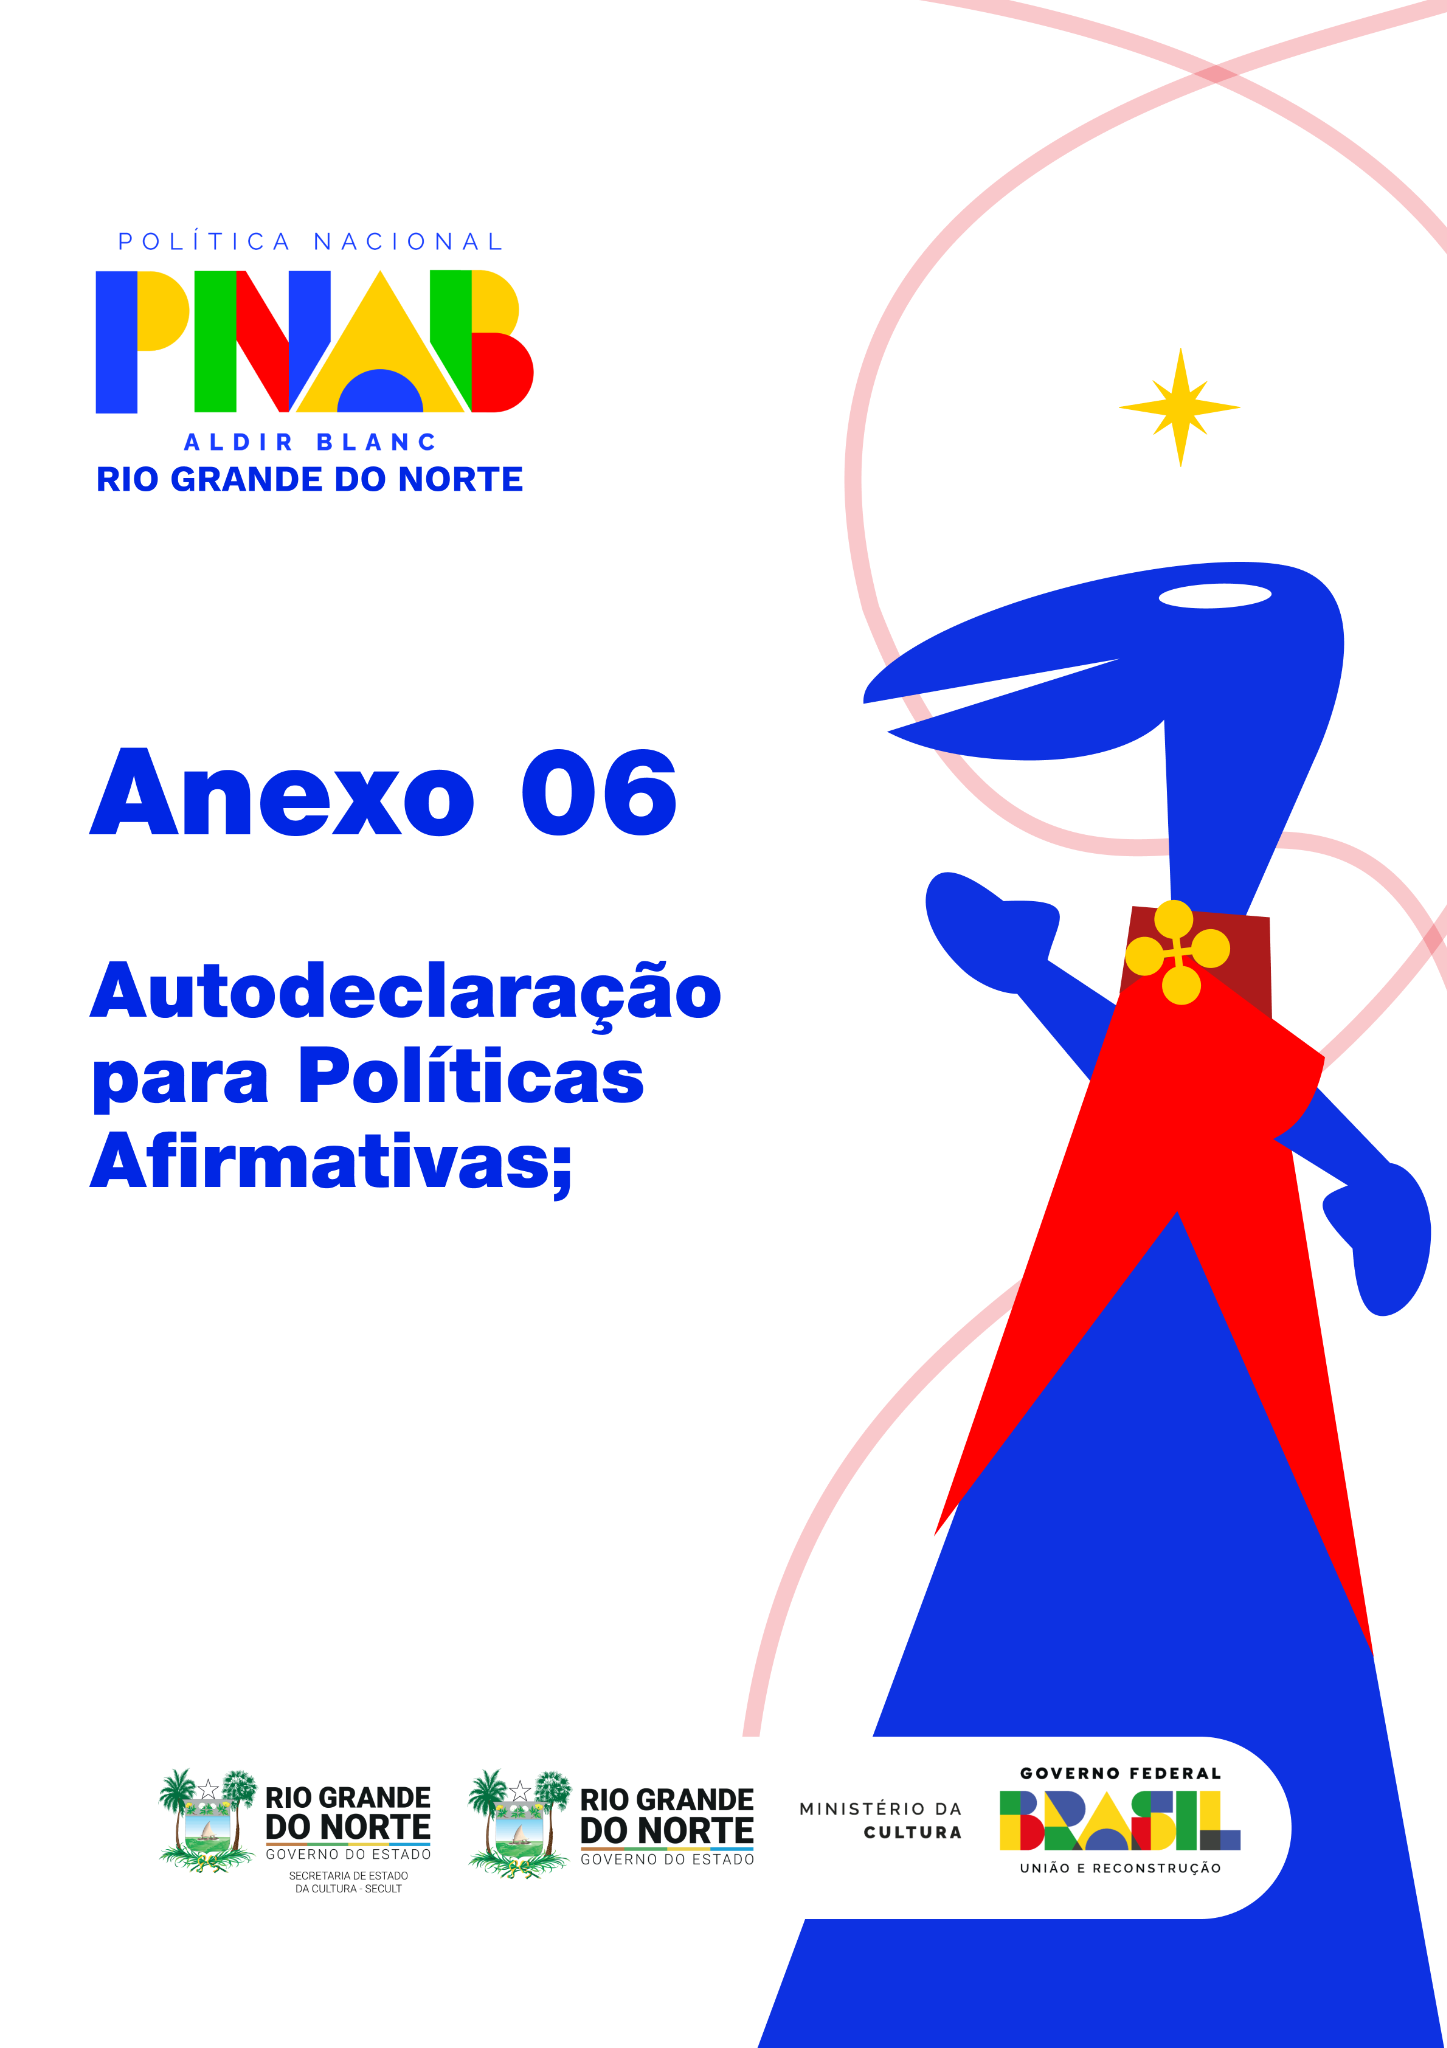 POLÍTICA NACIONAL
PNAB
ALDIR BLANC
RIO GRANDE DO NORTE
Anexo 06
Autodeclaração
para Políticas
Afirmativas;
RIO GRANDE
DO NORTE
GOVERNO DO ESTADO
SECRETARIA DE ESTADO
DA CULTURA - SECULT
RIO GRANDE
DO NORTE
GOVERNO DO ESTADO
MINISTÉRIO DA
CULTURA
GOVERNO FEDERAL
BRASIL
UNIÃO E RECONSTRUÇÃO